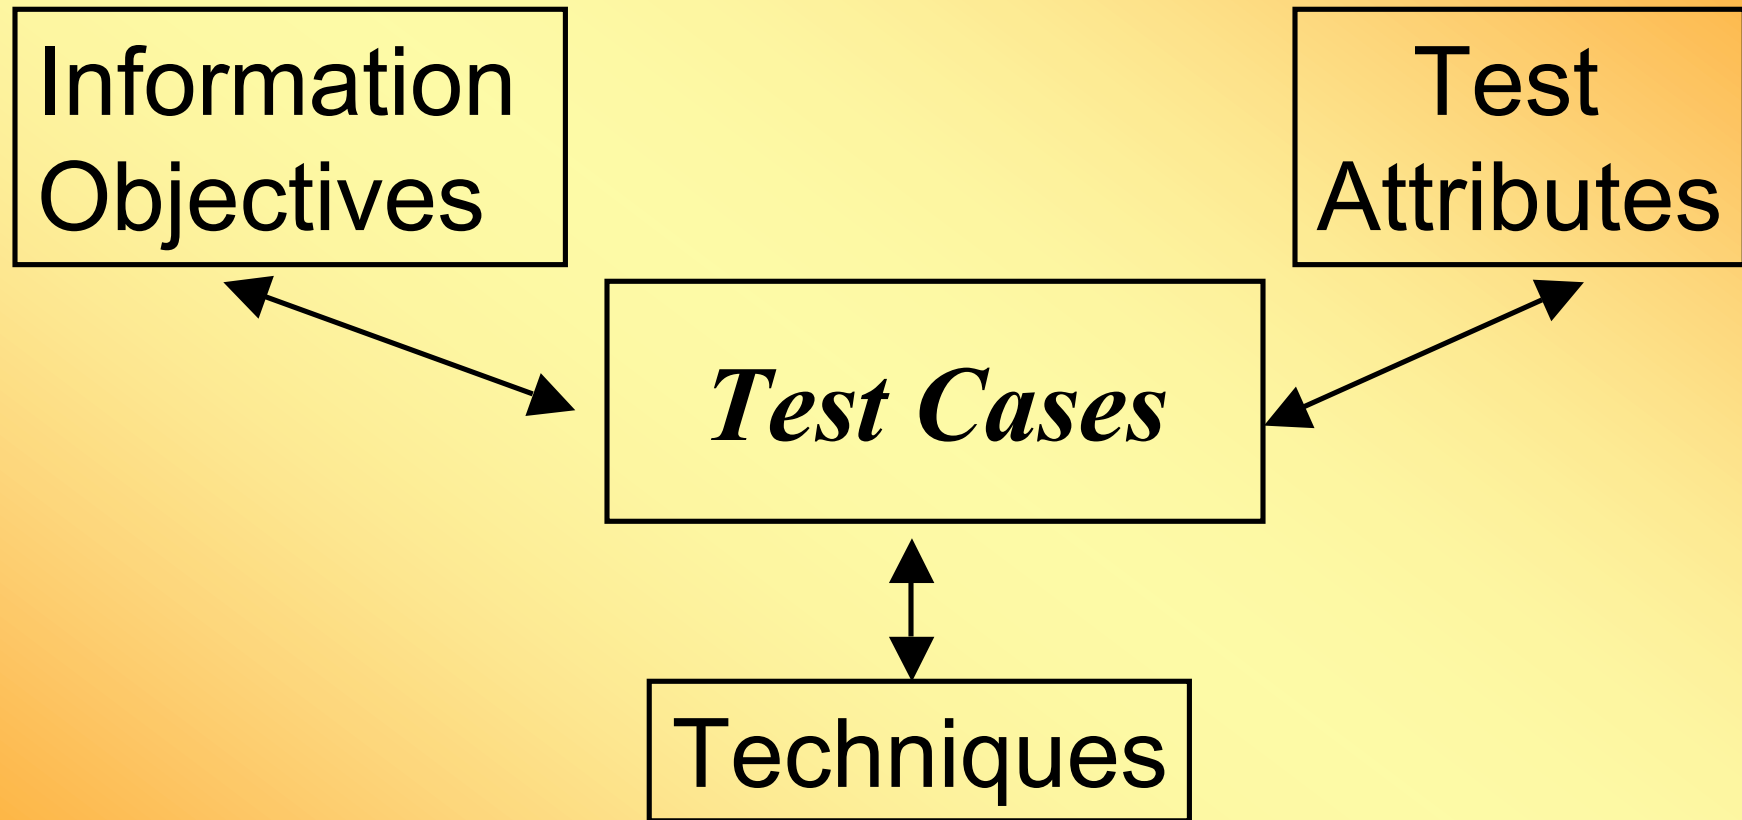 Information
Objectives
Test
Attributes
Test Cases
Techniques